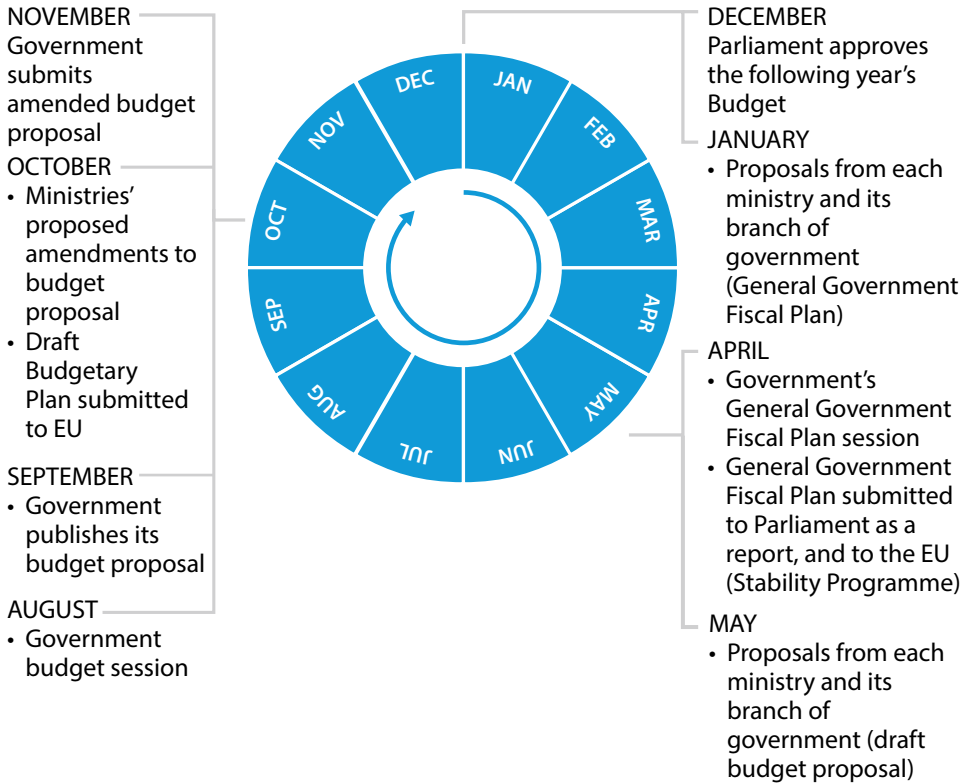 NOVEMBER
Government
submits
amended budget
proposal
OCTOBER
• Ministries’
proposed
amendments to
budget
proposal
• Draft
Budgetary
Plan submitted
to EU
SEPTEMBER
• Government
publishes its
budget proposal
AUGUST
• Government
budget session
JAN
FEB
MAR
APR
MAY
JUN
JUL
AUG
SEP
OCT
NOV
DEC
DECEMBER
Parliament approves
the following year’s
Budget
JANUARY
• Proposals from each
ministry and its
branch of
government
(General Government
Fiscal Plan)
APRIL
• Government’s
General Government
Fiscal Plan session
• General Government
Fiscal Plan submitted
to Parliament as a
report, and to the EU
(Stability Programme)
MAY
• Proposals from each
ministry and its
branch of
government (draft
budget proposal)